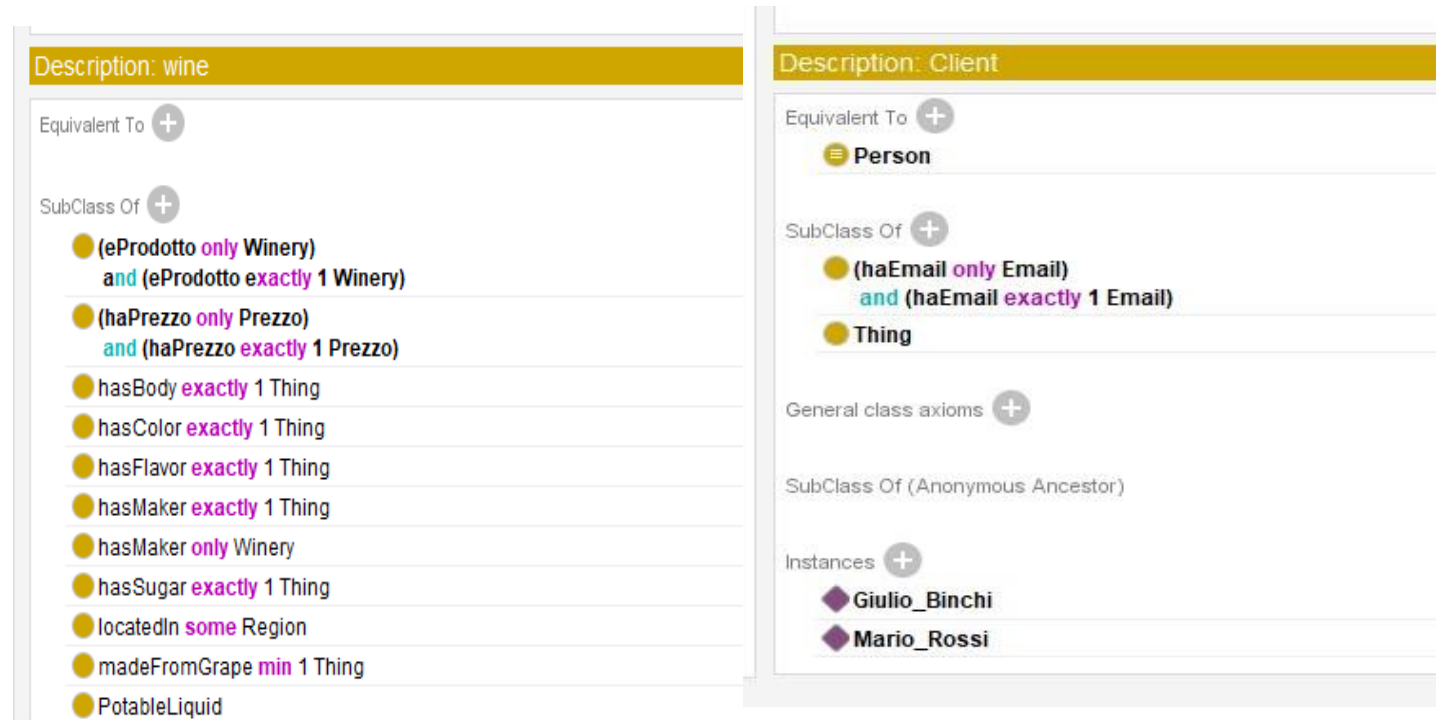 Description: wine
Equivalent To
SubClass Of
(eProdotto only Winery)
and (eProdotto exactly 1 Winery)
(haPrezzo only Prezzo)
and (haPrezzo exactly 1 Prezzo)
hasBody exactly 1 Thing
hasColor exactly 1 Thing
hasFlavor exactly 1 Thing
hasMaker exactly 1 Thing
hasMaker only Winery
hasSugar exactly 1 Thing
locatedIn some Region
madeFromGrape min 1 Thing
PotableLiquid
Description: Client
Equivalent To
Person
SubClass Of
(haEmail only Email)
and (haEmail exactly 1 Email)
Thing
General class axioms
SubClass Of (Anonymous Ancestor)
Instances
Giulio_Binchi
Mario_Rossi